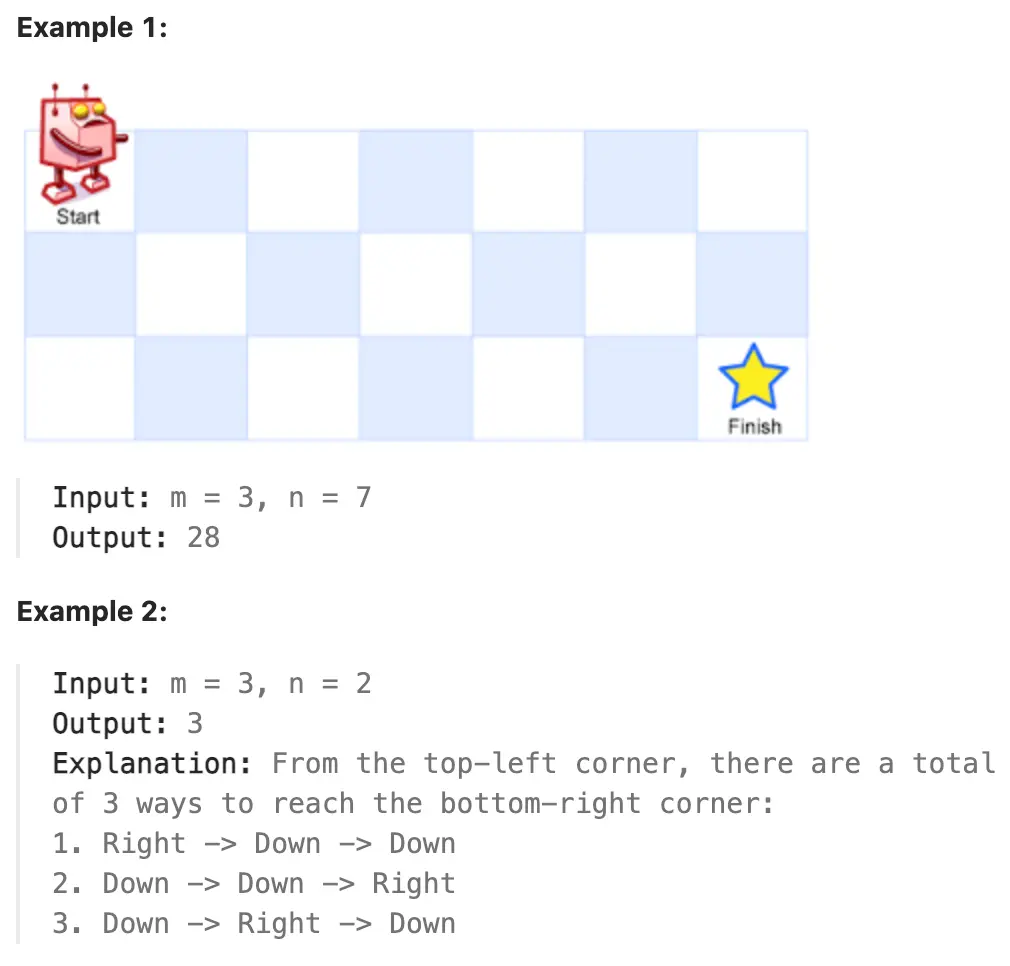 Example 1:
Start
Finish
Input: m = 3, n = 7
Output: 28
Example 2:
Input: m = 3, n = 2
Output: 3
Explanation: From the top-left corner, there are a total
of 3 ways to reach the bottom-right corner:
1. Right -> Down -> Down
2. Down -> Down -> Right
3. Down -> Right -> Down